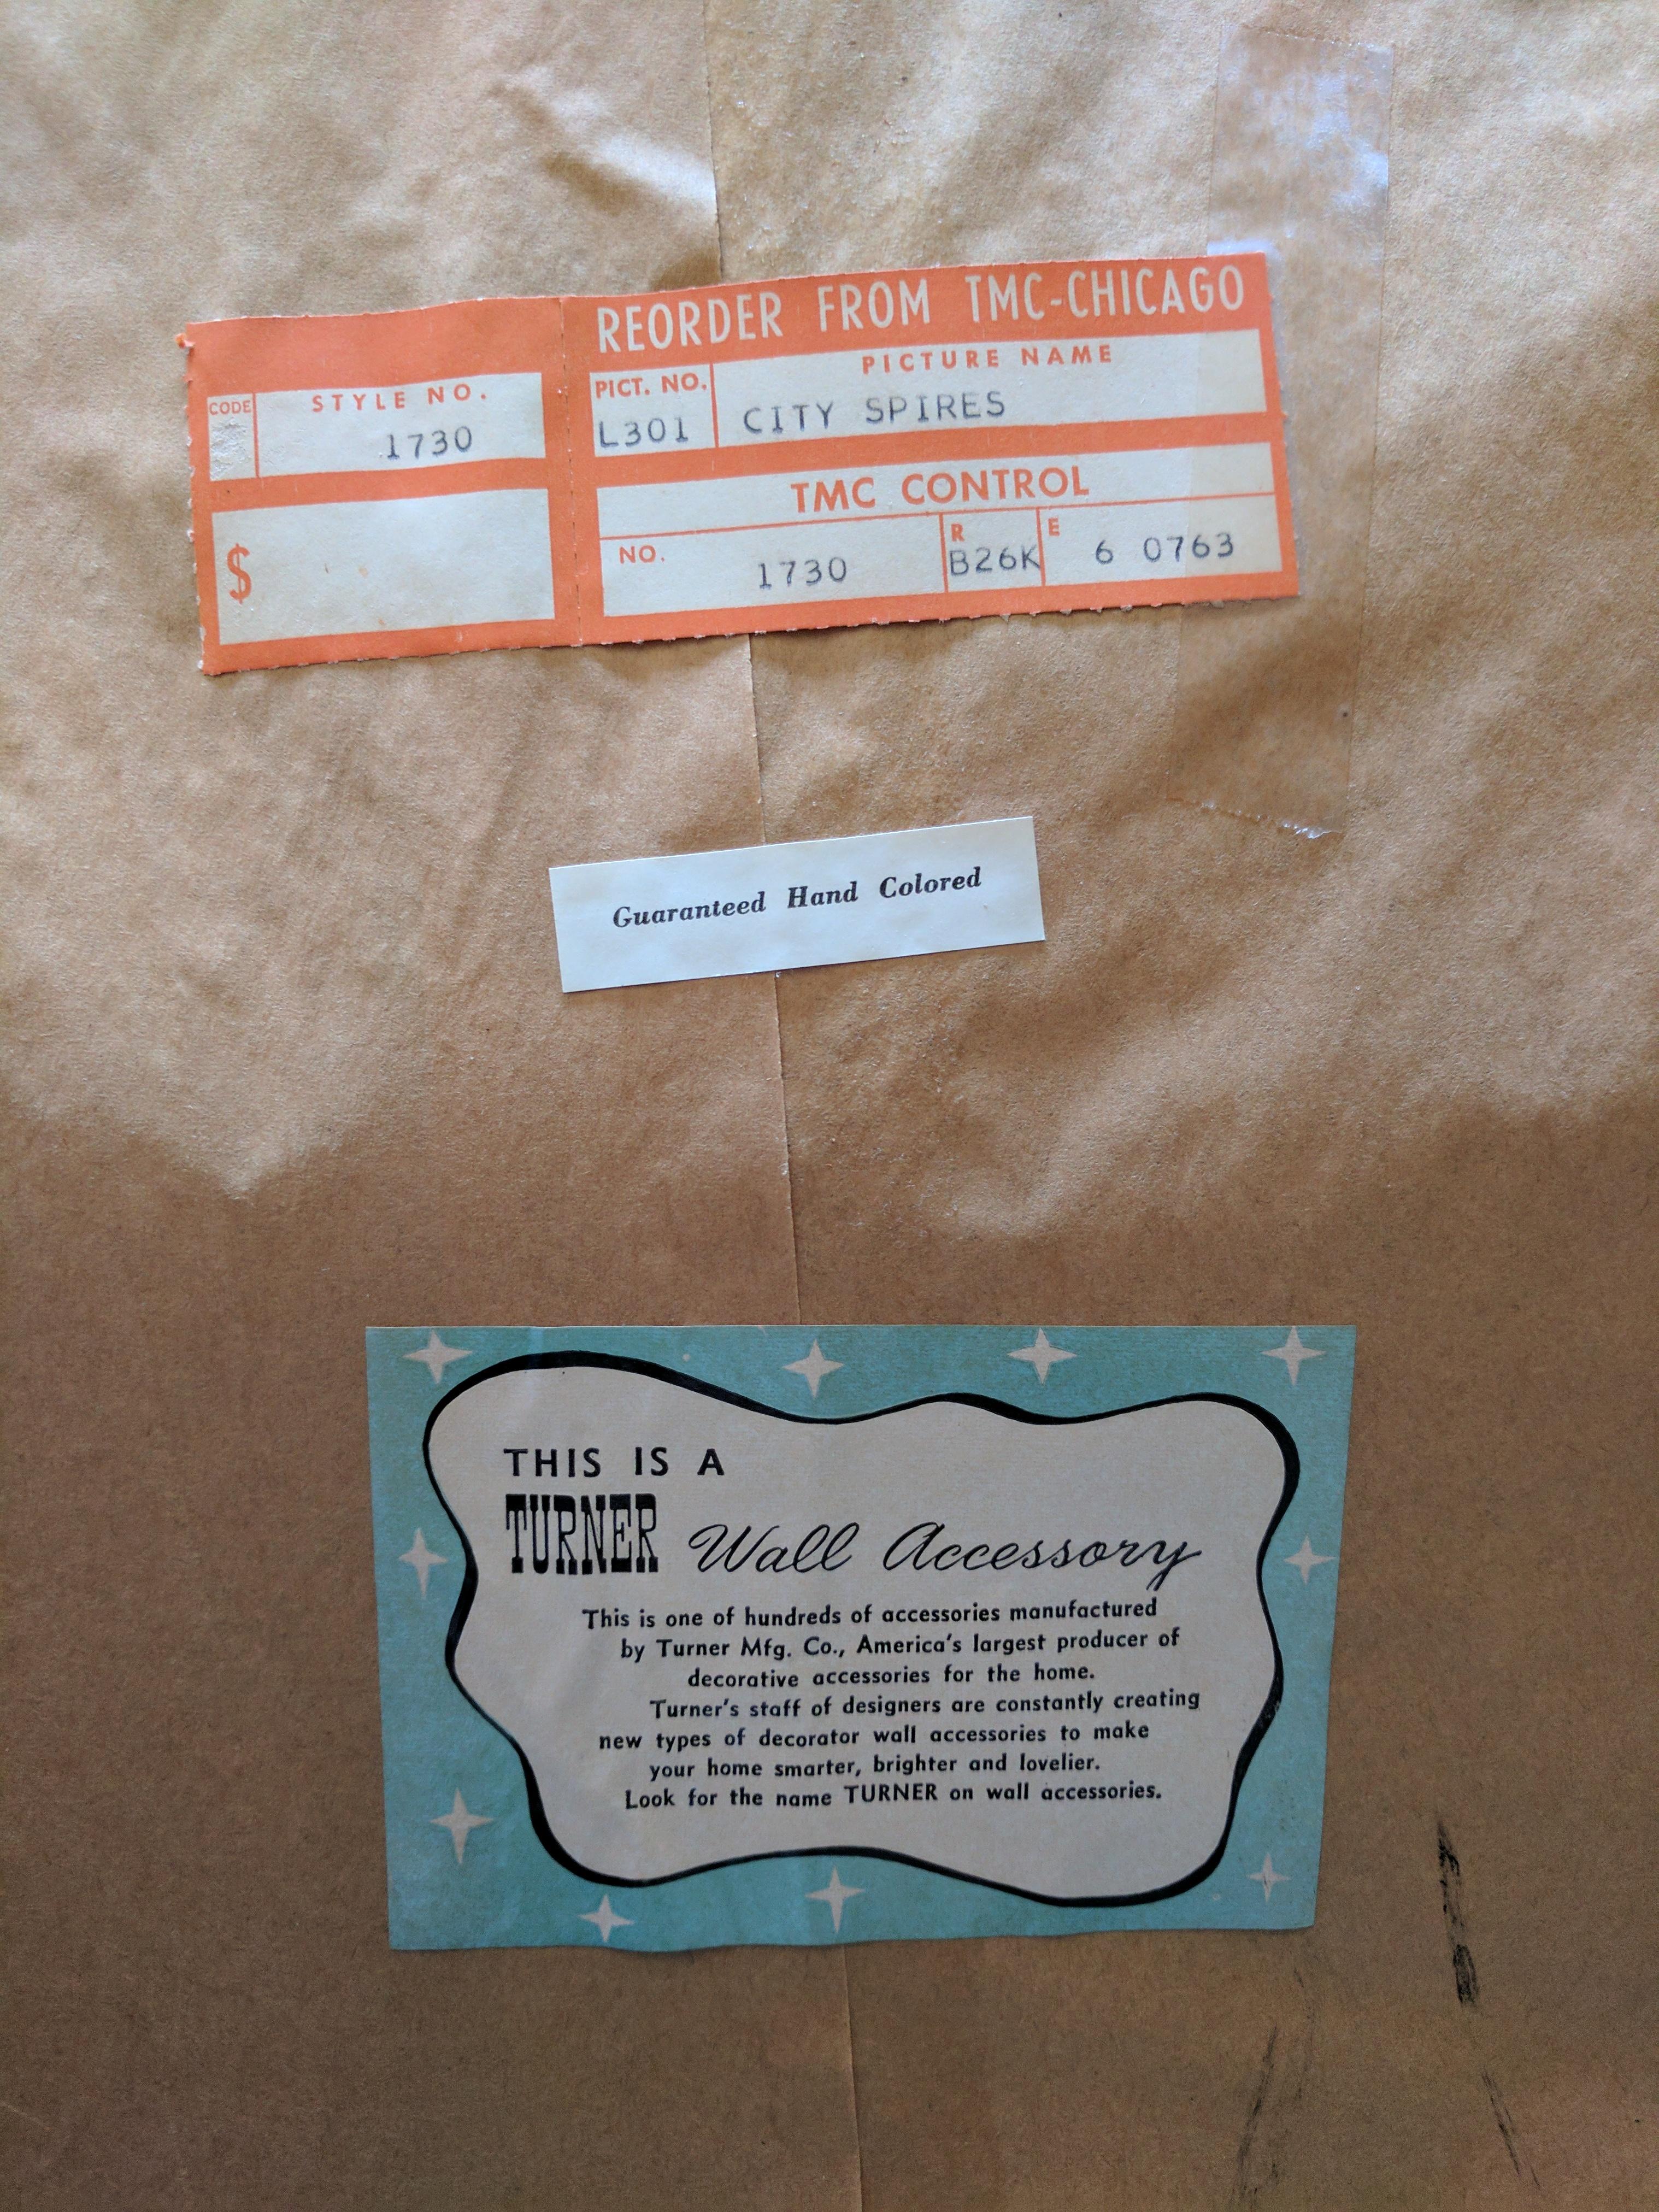 REORDER FROM TMC-CHICAGO
CODE STYLE NO.
1730
PICT. NO. PICTURE NAME
L301 CITY SPIRES
$
TMC CONTROL
NO. 1730 R B26K E 6 0763
Guaranteed Hand Colored
THIS IS A
TURNER Wall Accessory
This is one of hundreds of accessories manufactured
by Turner Mfg. Co., America's largest producer of
decorative accessories for the home.
Turner's staff of designers are constantly creating
new types of decorator wall accessories to make
your home smarter, brighter and lovelier.
Look for the name TURNER on wall accessories.